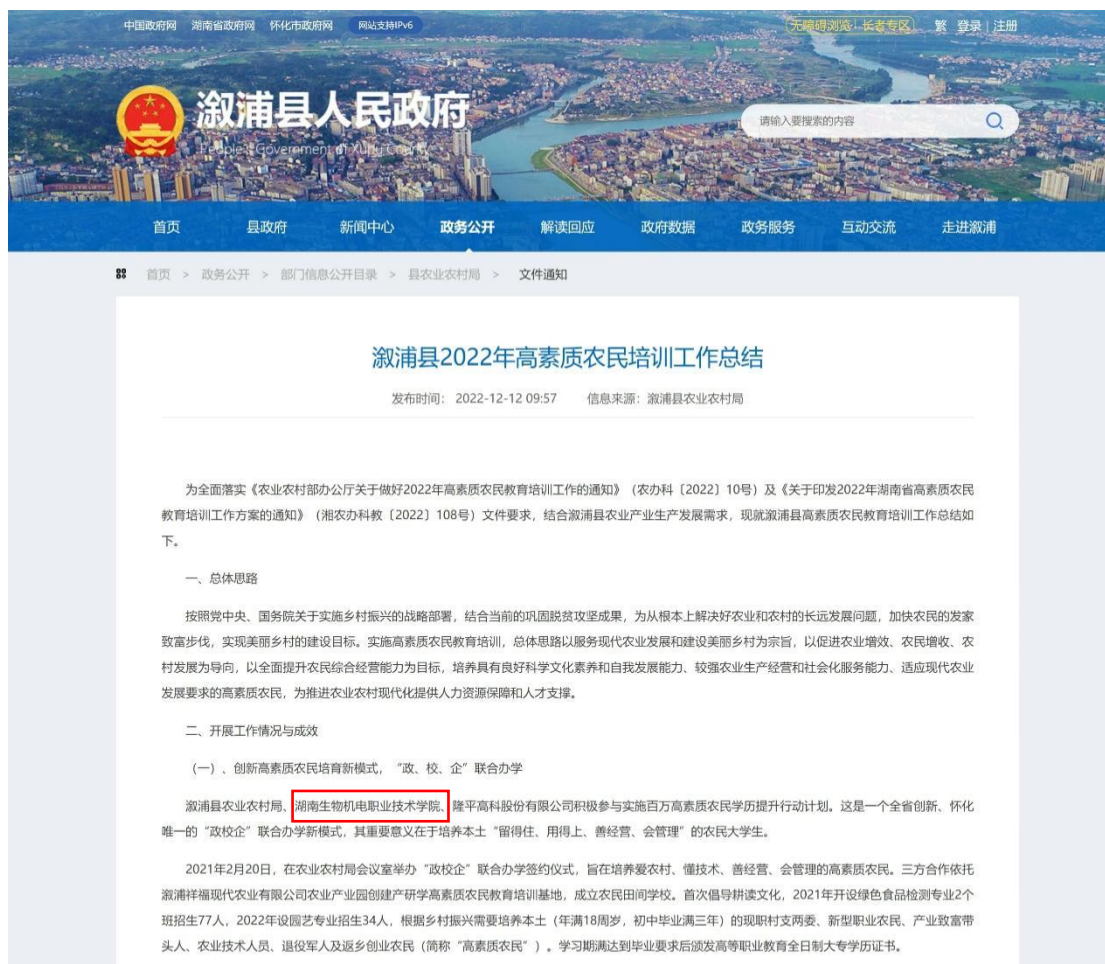 中国政府网 湖南省政府网 怀化市政府网 网站支持IPv6 无障碍浏览 长者专区 繁 登录 | 注册
溆浦县人民政府
People's Government of Xupu County
请输入要搜索的内容
首页 县政府 新闻中心 政务公开 解读回应 政府数据 政务服务 互动交流 走进溆浦
首页 > 政务公开 > 部门信息公开目录 > 县农业农村局 > 文件通知
溆浦县2022年高素质农民培训工作总结
发布时间： 2022-12-12 09:57 信息来源：溆浦县农业农村局
为全面落实《农业农村部办公厅关于做好2022年高素质农民教育培训工作的通知》（农办科〔2022〕10号）及《关于印发2022年湖南省高素质农民
教育培训工作方案的通知》（湘农办科教〔2022〕108号）文件要求，结合溆浦县农业产业生产发展需求，现就溆浦县高素质农民教育培训工作总结如
下。
一、总体思路
按照党中央、国务院关于实施乡村振兴的战略部署，结合当前的巩固脱贫攻坚成果，为从根本上解决好农业和农村的长远发展问题，加快农民的发家
致富步伐，实现美丽乡村的建设目标。实施高素质农民教育培训，总体思路以服务现代农业发展和建设美丽乡村为宗旨，以促进农业增效、农民增收、农
村发展为导向，以全面提升农民综合经营能力为目标，培养具有良好科学文化素养和自我发展能力、较强农业生产经营和社会化服务能力、适应现代农业
发展要求的高素质农民，为推进农业农村现代化提供人力资源保障和人才支撑。
二、开展工作情况与成效
（一）、创新高素质农民培育新模式，“政、校、企”联合办学
溆浦县农业农村局、湖南生物机电职业技术学院、隆平高科股份有限公司积极参与实施百万高素质农民学历提升行动计划。这是一个全省创新、怀化
唯一的“政校企”联合办学新模式，其重要意义在于培养本土“留得住、用得上、善经营、会管理”的农民大学生。
2021年2月20日，在农业农村局会议室举办“政校企”联合办学签约仪式，旨在培养爱农村、懂技术、善经营、会管理的高素质农民。三方合作依托
溆浦祥福现代农业有限公司农业产业园创建产研学高素质农民教育培训基地，成立农民田间学校。首次倡导耕读文化，2021年开设绿色食品检测专业2个
班招生77人，2022年设园艺专业招生34人，根据乡村振兴需要培养本土（年满18周岁，初中毕业满三年）的现职村支两委、新型职业农民、产业致富带
头人、农业技术人员、退役军人及返乡创业农民（简称“高素质农民”）。学习期满达到毕业要求后颁发高等职业教育全日制大专学历证书。